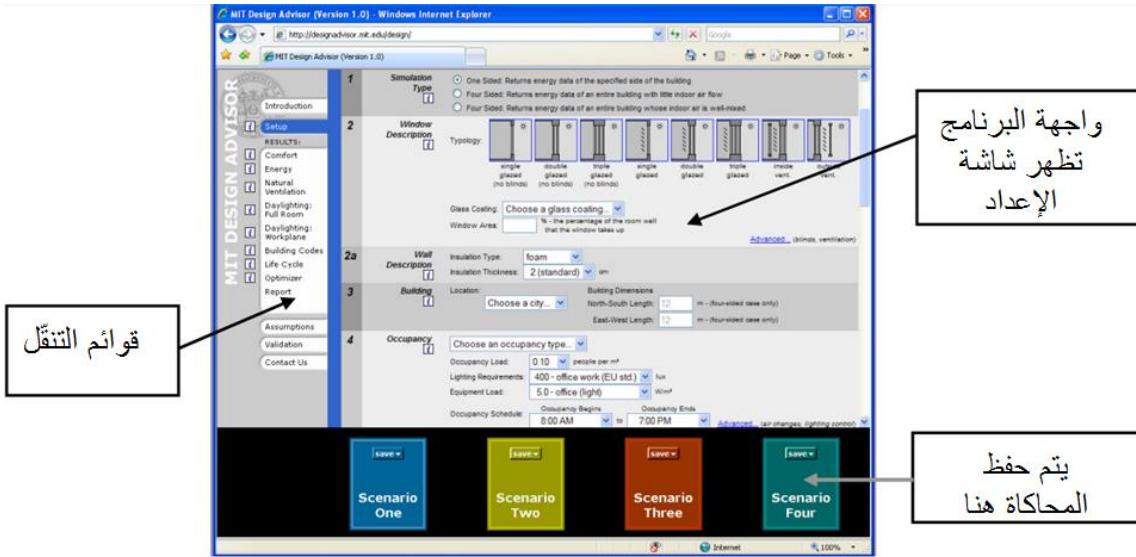 MIT Design Advisor (Version 1.0) - Windows Internet Explorer
http://designadvisor.mit.edu/design/
Google
MIT Design Advisor (Version 1.0)
Page
Tools
MIT DESIGN ADVISOR
Introduction
Setup
RESULTS:
Comfort
Energy
Natural
Ventilation
Daylighting:
Full Room
Daylighting:
Workplane
Building Codes
Life Cycle
Optimizer
Report
Assumptions
Validation
Contact Us
1 Simulation
Type
i
One Sided: Returns energy data of the specified side of the building
Four Sided: Returns energy data of an entire building with little indoor air flow
Four Sided: Returns energy data of an entire building whose indoor air is well-mixed
2 Window
Description
i
Typology:
single
glazed
(no blinds)
double
glazed
(no blinds)
triple
glazed
(no blinds)
single
glazed
double
glazed
triple
glazed
inside
vent.
outside
vent.
Glass Coating: Choose a glass coating...
Window Area: % - the percentage of the room wall
that the window takes up
Advanced... (blinds, ventilation)
2a Wall
Description
i
Insulation Type: foam
Insulation Thickness: 2 (standard) cm
3 Building
i
Location:
Choose a city...
Building Dimensions
North-South Length: 12 m - (four-sided case only)
East-West Length: 12 m - (four-sided case only)
4 Occupancy
i
Choose an occupancy type...
Occupancy Load: 0.10 people per m²
Lighting Requirements: 400 - office work (EU std.) lux
Equipment Load: 5.0 - office (light) W/m²
Occupancy Schedule: Occupancy Begins Occupancy Ends
8:00 AM to 7:00 PM
Advanced... (air changes, lighting control)
save
Scenario
One
save
Scenario
Two
save
Scenario
Three
save
Scenario
Four
Internet
100%
واجهة البرنامج
تظهر شاشة
الإعداد
قوائم التنقّل
يتم حفظ
المحاكاة هنا